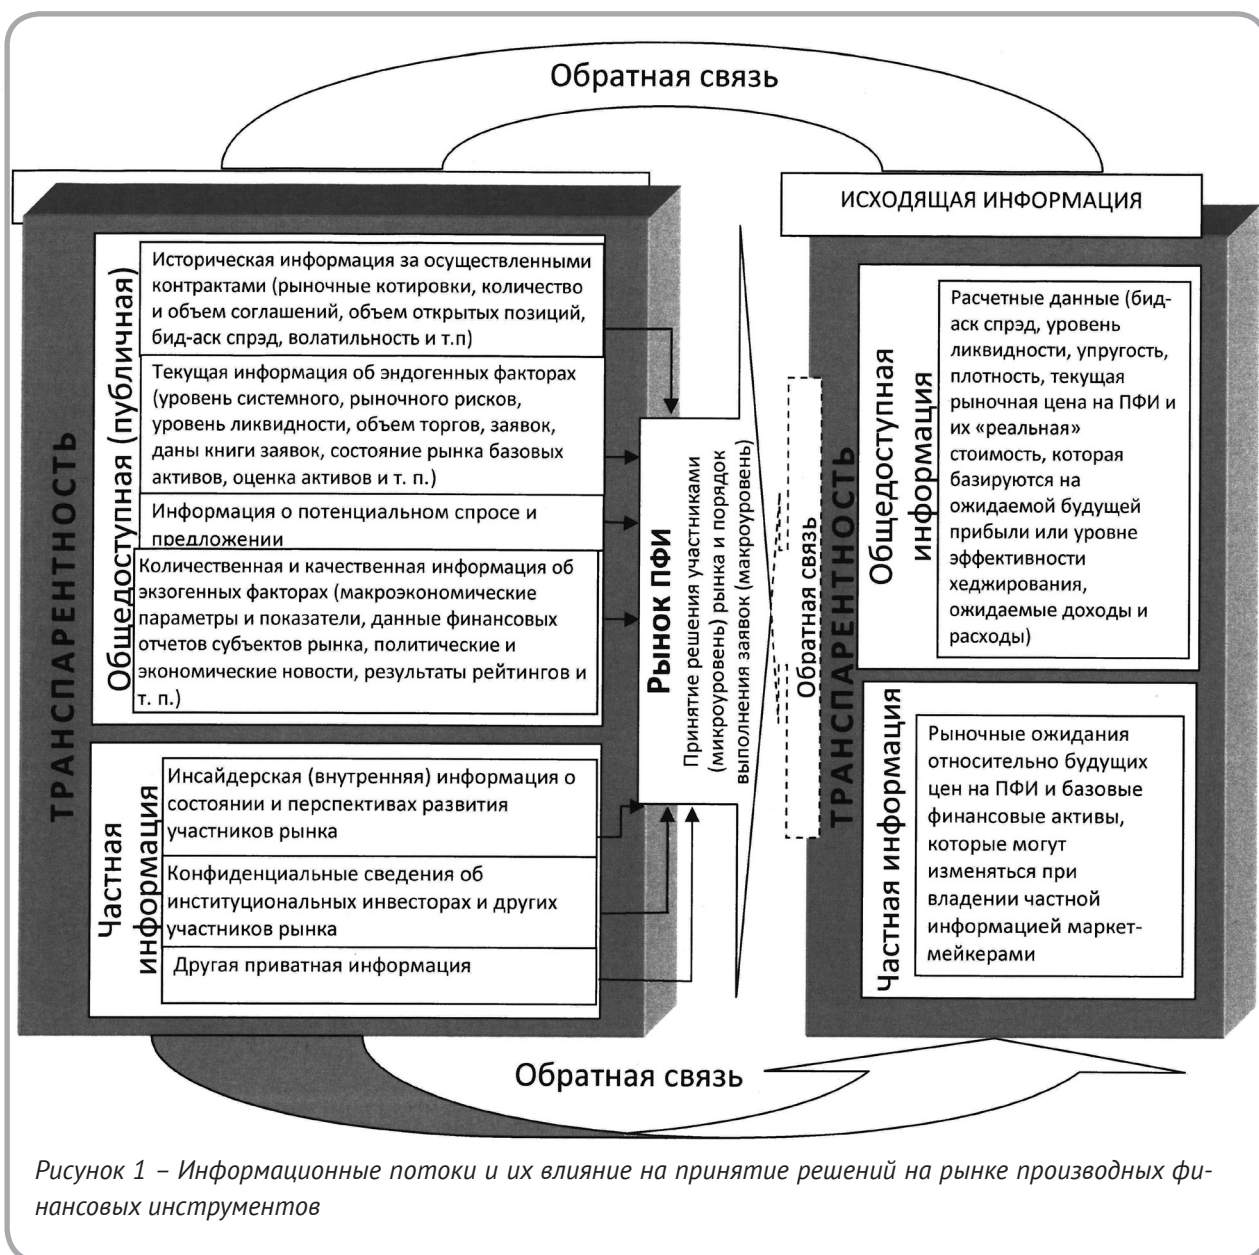 Обратная связь
ТРАНСПАРЕНТНОСТЬ
Общедоступная (публичная)
Историческая информация за осуществленными
контрактами (рыночные котировки, количество
и объем соглашений, объем открытых позиций,
бид-аск спрэд, волатильность и т.п)
Текущая информация об эндогенных факторах
(уровень системного, рыночного рисков,
уровень ликвидности, объем торгов, заявок,
даны книги заявок, состояние рынка базовых
активов, оценка активов и т. п.)
Информация о потенциальном спросе и
предложении
Количественная и качественная информация об
экзогенных факторах (макроэкономические
параметры и показатели, данные финансовых
отчетов субъектов рынка, политические и
экономические новости, результаты рейтингов и
т. п.)
Частная
информация
Инсайдерская (внутренняя) информация о
состоянии и перспективах развития
участников рынка
Конфиденциальные сведения об
институциональных инвесторах и других
участников рынка
Другая приватная информация
Рынок ПФИ
Принятие решения участниками
(микроуровень) рынка и порядок
выполнения заявок (макроуровень)
Обратная связь
ИСХОДЯЩАЯ ИНФОРМАЦИЯ
ТРАНСПАРЕНТНОСТЬ
Общедоступная
информация
Расчетные данные (бид-
аск спрэд, уровень
ликвидности, упругость,
плотность, текущая
рыночная цена на ПФИ и
их «реальная»
стоимость, которая
базируются на
ожидаемой будущей
прибыли или уровне
эффективности
хеджирования,
ожидаемые доходы и
расходы)
Частная информация
Рыночные ожидания
относительно будущих
цен на ПФИ и базовые
финансовые активы,
которые могут
изменяться при
владении частной
информацией маркет-
мейкерами
Обратная связь
Рисунок 1 – Информационные потоки и их влияние на принятие решений на рынке производных фи-
нансовых инструментов